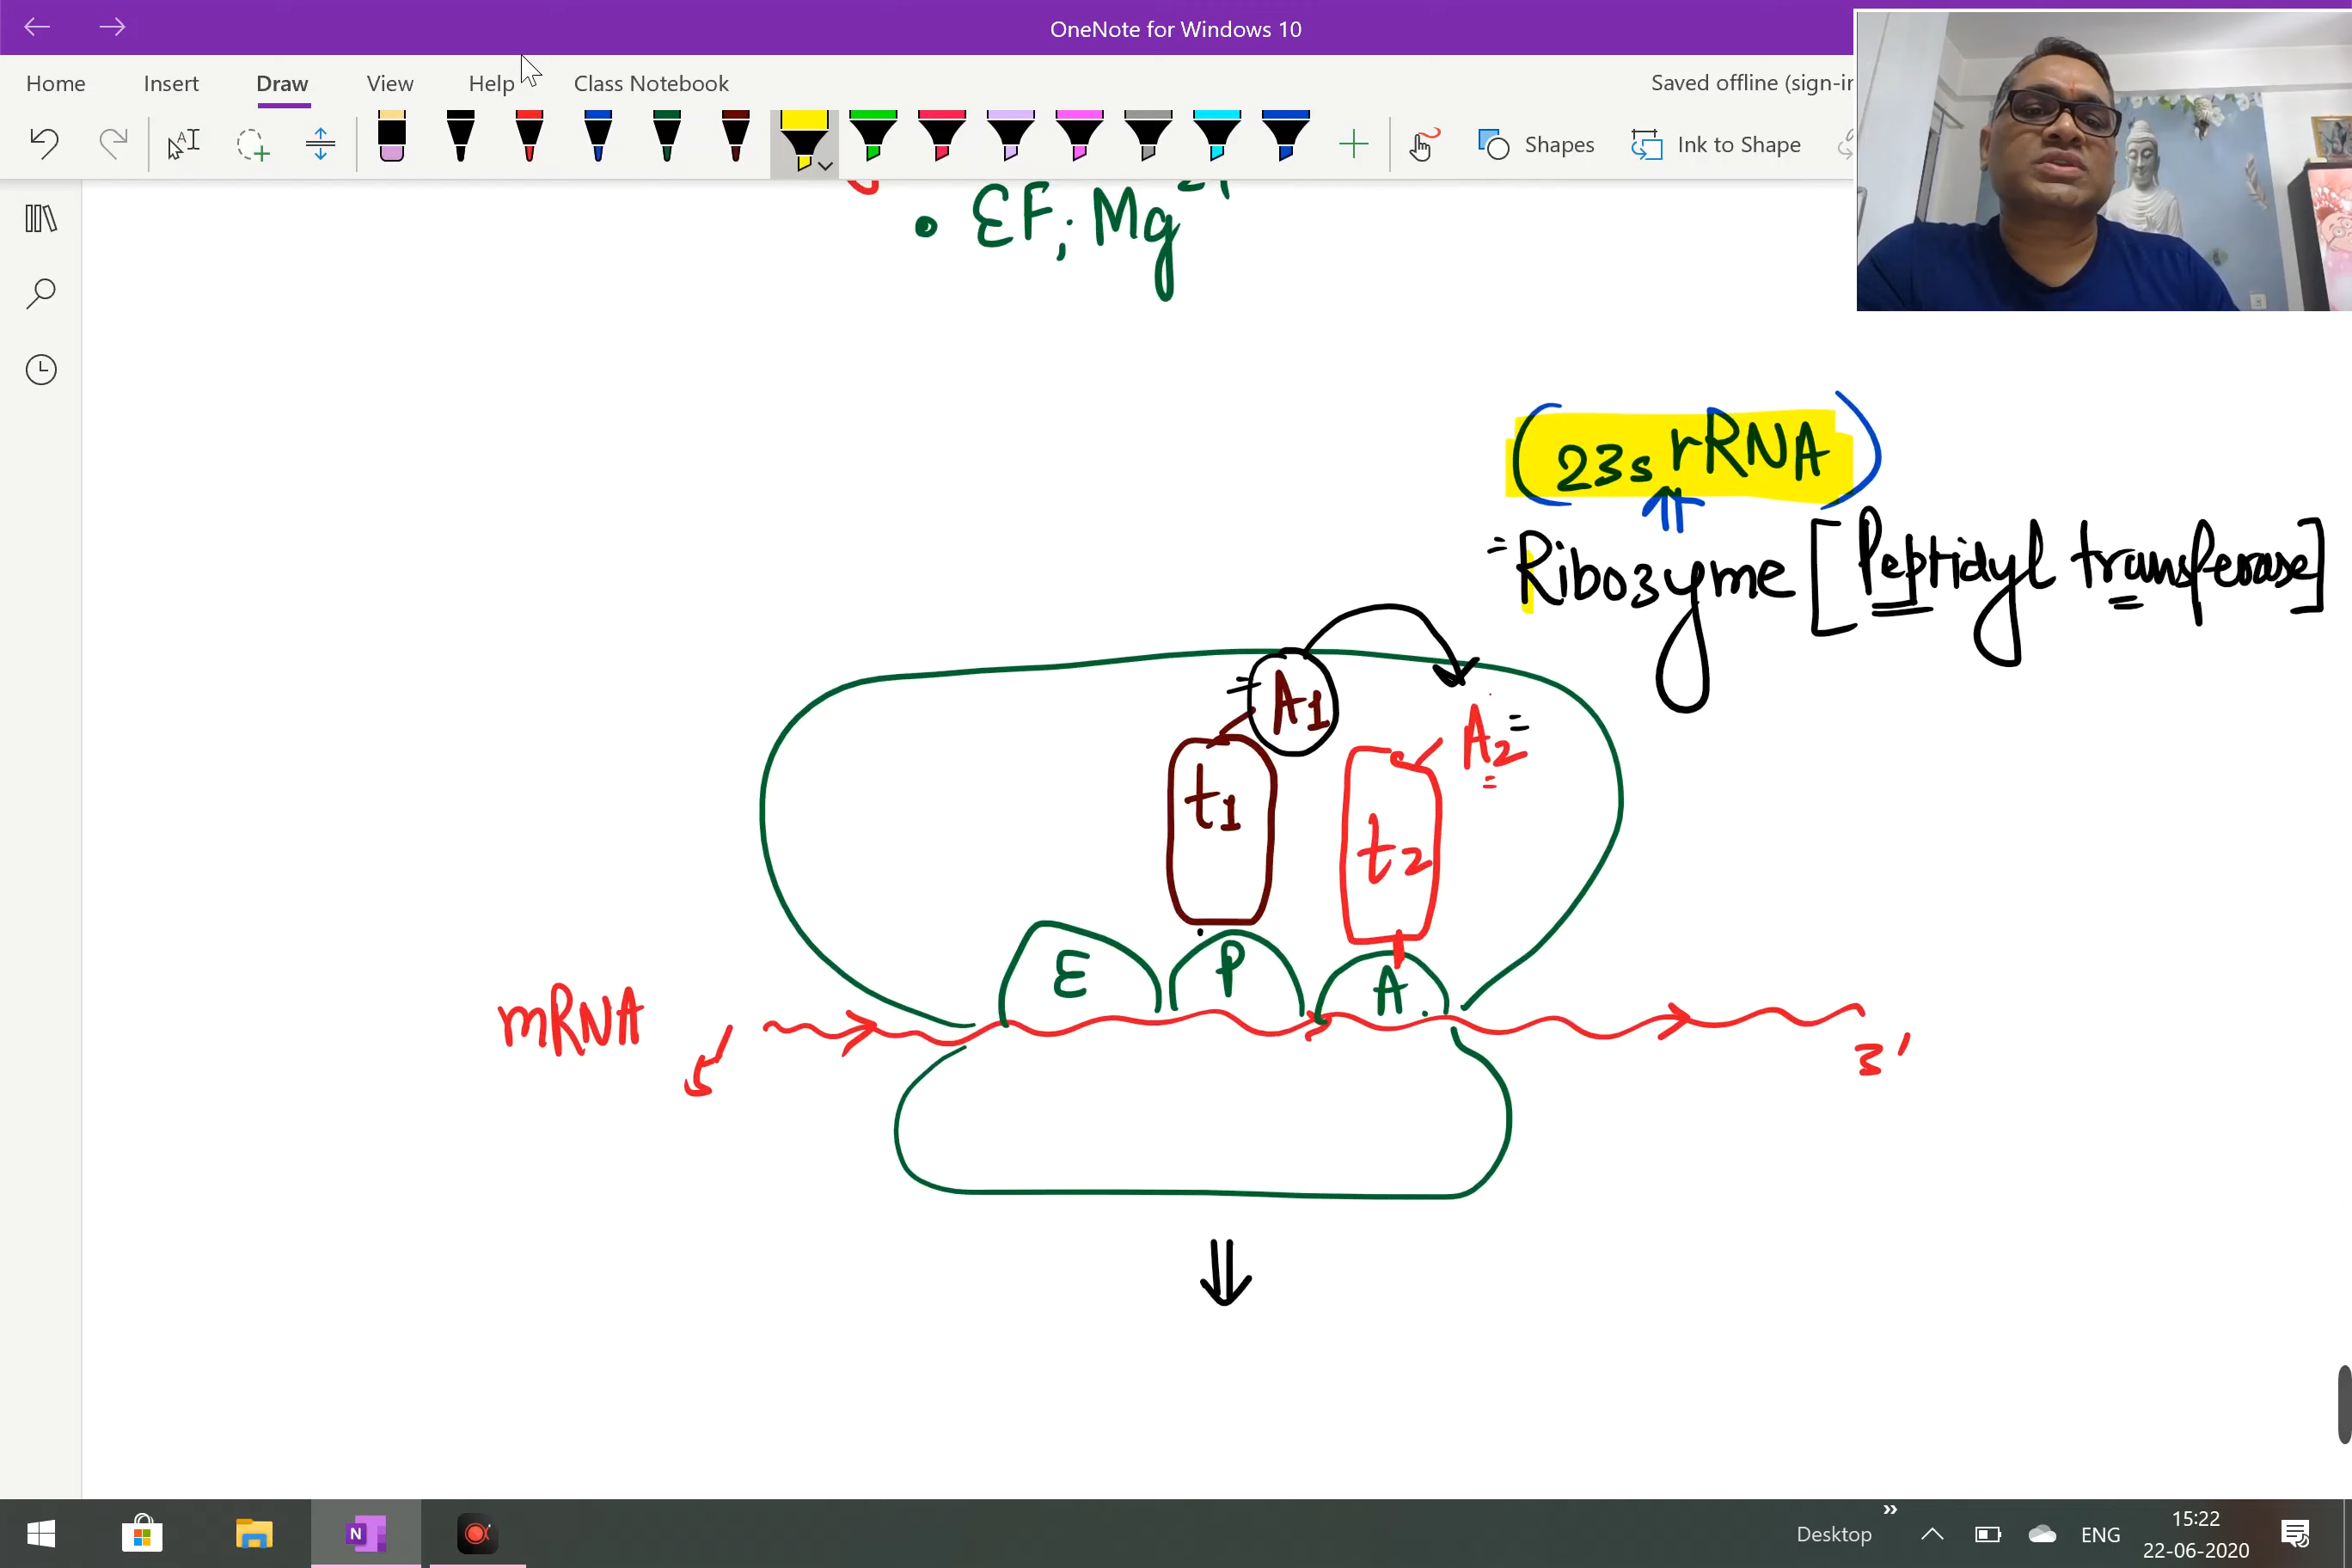 OneNote for Windows 10
Home Insert Draw View Help Class Notebook
Saved offline (sign-in
Shapes Ink to Shape
• EF; Mg2+
(23s rRNA)
= Ribozyme [Peptidyl transferase]
A1
A2
t1
t2
E P A
mRNA 5' 3'
N
Desktop
ENG
15:22
22-06-2020